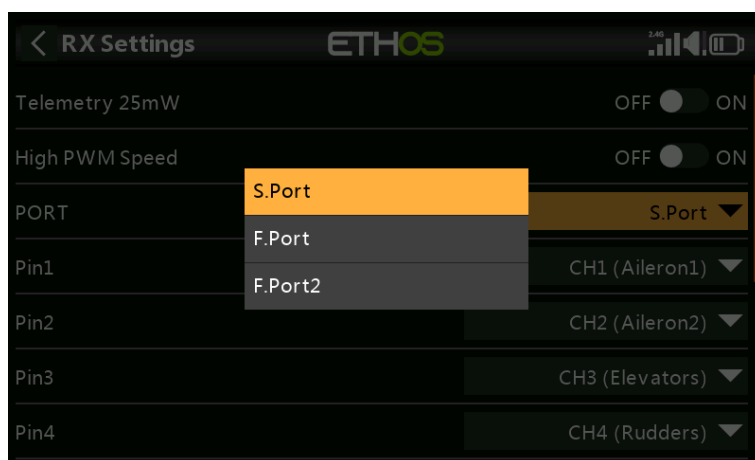 RX Settings
ETHOS
2.4G
Telemetry 25mW
OFF ON
High PWM Speed
OFF ON
PORT
S.Port
S.Port
F.Port
F.Port2
Pin1
CH1 (Aileron1)
Pin2
CH2 (Aileron2)
Pin3
CH3 (Elevators)
Pin4
CH4 (Rudders)